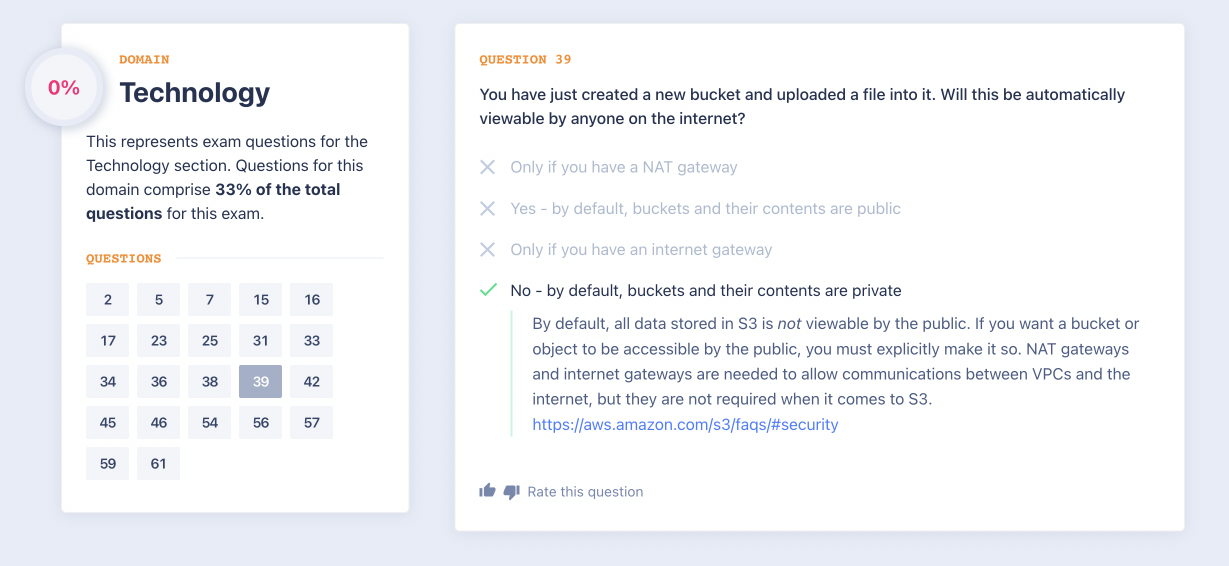 0%
DOMAIN
Technology
This represents exam questions for the
Technology section. Questions for this
domain comprise 33% of the total
questions for this exam.
QUESTIONS
2 5 7 15 16
17 23 25 31 33
34 36 38 39 42
45 46 54 56 57
59 61
QUESTION 39
You have just created a new bucket and uploaded a file into it. Will this be automatically
viewable by anyone on the internet?
Only if you have a NAT gateway
Yes - by default, buckets and their contents are public
Only if you have an internet gateway
No - by default, buckets and their contents are private
By default, all data stored in S3 is not viewable by the public. If you want a bucket or
object to be accessible by the public, you must explicitly make it so. NAT gateways
and internet gateways are needed to allow communications between VPCs and the
internet, but they are not required when it comes to S3.
https://aws.amazon.com/s3/faqs/#security
Rate this question